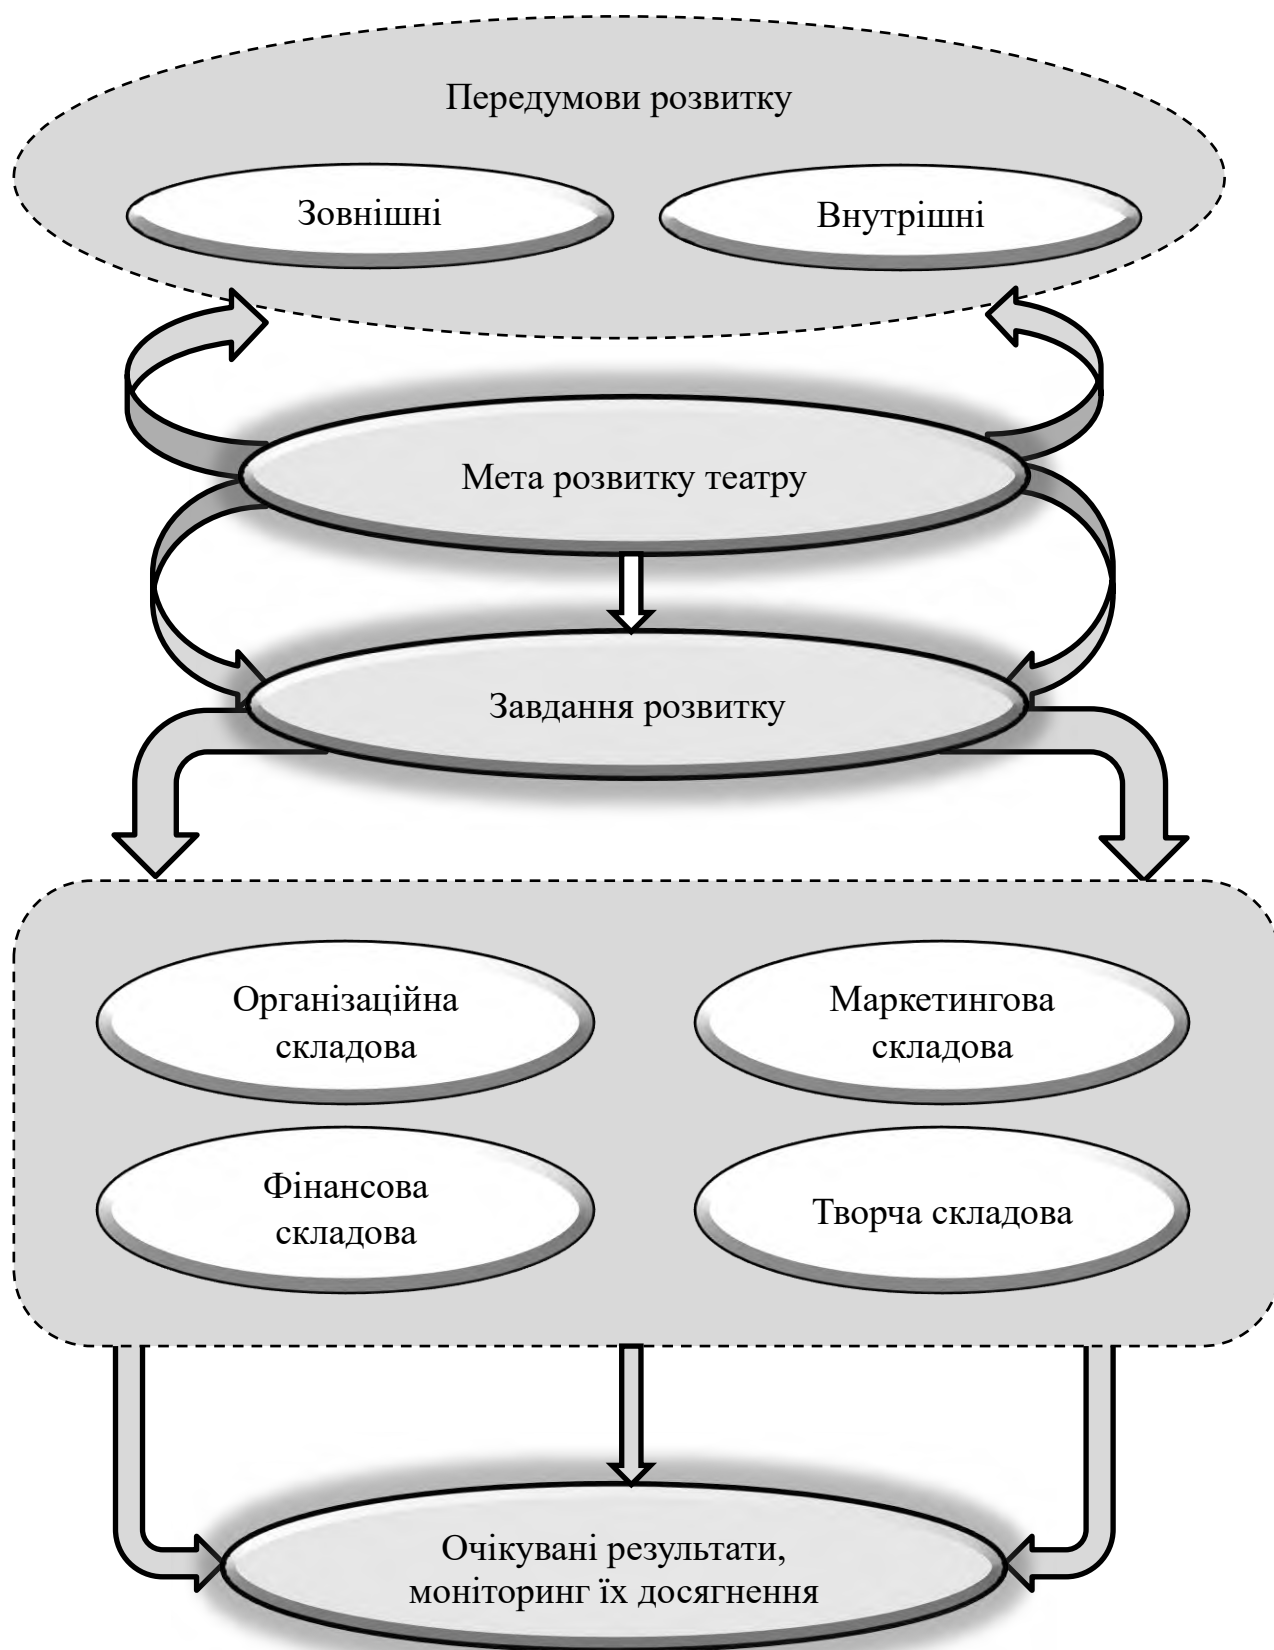 Передумови розвитку
Зовнішні
Внутрішні
Мета розвитку театру
Завдання розвитку
Організаційна
складова
Маркетингова
складова
Фінансова
складова
Творча складова
Очікувані результати,
моніторинг їх досягнення